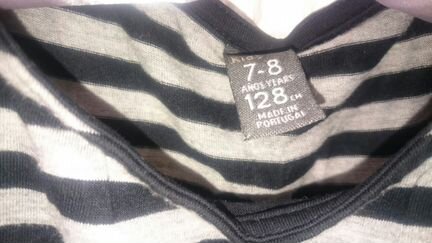 7-8
AÑOS-YEARS
128 CM
MADE IN
PORTUGAL